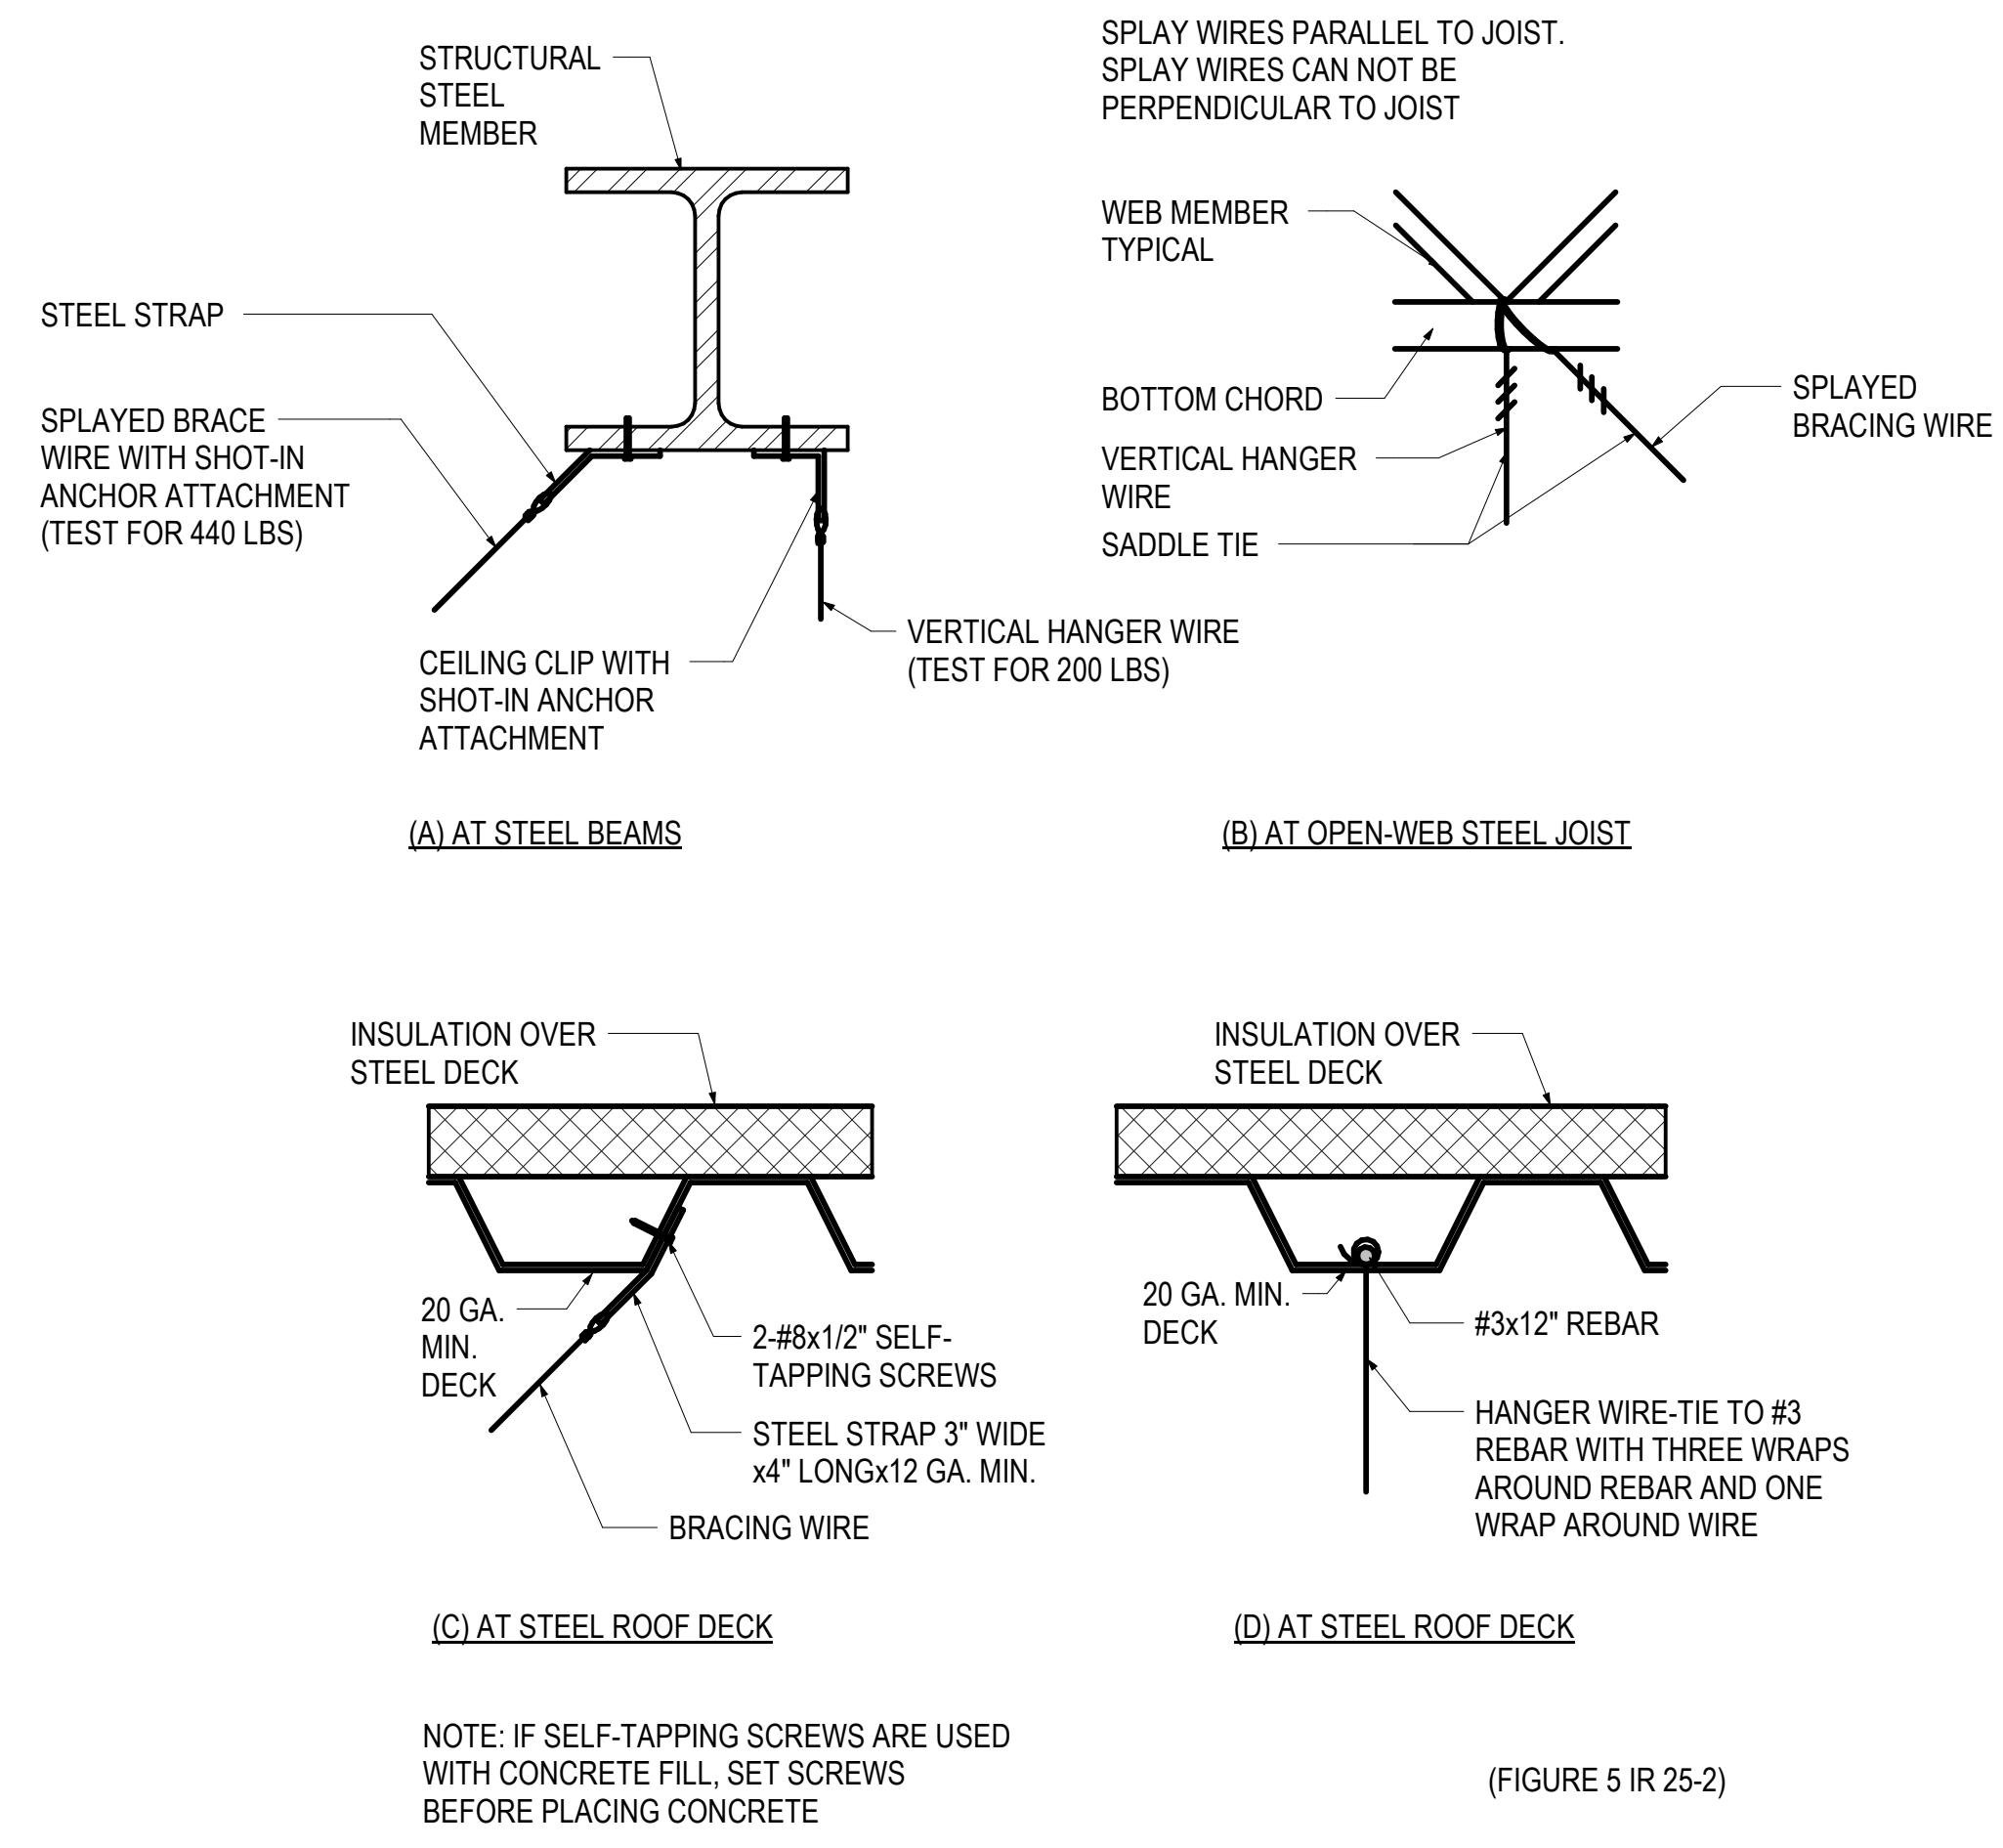 STRUCTURAL
STEEL
MEMBER
STEEL STRAP
SPLAYED BRACE
WIRE WITH SHOT-IN
ANCHOR ATTACHMENT
(TEST FOR 440 LBS)
CEILING CLIP WITH
SHOT-IN ANCHOR
ATTACHMENT
VERTICAL HANGER WIRE
(TEST FOR 200 LBS)
(A) AT STEEL BEAMS
SPLAY WIRES PARALLEL TO JOIST.
SPLAY WIRES CAN NOT BE
PERPENDICULAR TO JOIST
WEB MEMBER
TYPICAL
BOTTOM CHORD
VERTICAL HANGER
WIRE
SADDLE TIE
SPLAYED
BRACING WIRE
(B) AT OPEN-WEB STEEL JOIST
INSULATION OVER
STEEL DECK
20 GA.
MIN.
DECK
2-#8x1/2" SELF-
TAPPING SCREWS
STEEL STRAP 3" WIDE
x4" LONGx12 GA. MIN.
BRACING WIRE
(C) AT STEEL ROOF DECK
INSULATION OVER
STEEL DECK
20 GA. MIN.
DECK
#3x12" REBAR
HANGER WIRE-TIE TO #3
REBAR WITH THREE WRAPS
AROUND REBAR AND ONE
WRAP AROUND WIRE
(D) AT STEEL ROOF DECK
NOTE: IF SELF-TAPPING SCREWS ARE USED
WITH CONCRETE FILL, SET SCREWS
BEFORE PLACING CONCRETE
(FIGURE 5 IR 25-2)